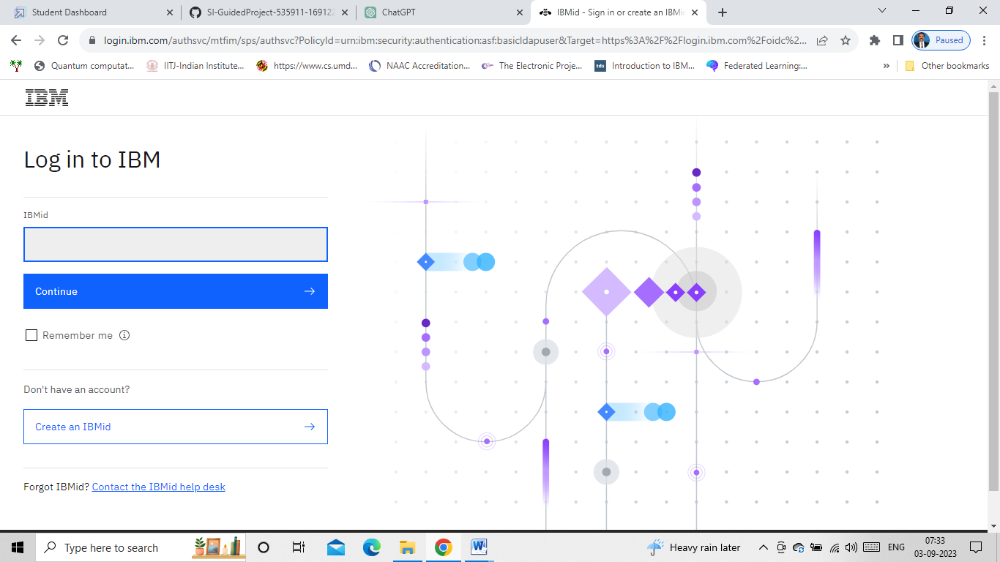 Student Dashboard
SI-GuidedProject-535911-169122
ChatGPT
IBMid - Sign in or create an IBMi
login.ibm.com/authsvc/mtfim/sps/authsvc?PolicyId=urn:ibm:security:authentication:asf:basicldapuser&Target=https%3A%2F%2Flogin.ibm.com%2Foidc%2...
Paused
Quantum computat...
IITJ-Indian Institute...
https://www.cs.umd...
NAAC Accreditation...
The Electronic Proje...
tds
Introduction to IBM...
Federated Learning:...
»
Other bookmarks
IBM
Log in to IBM
IBMid
Continue
Remember me
Don't have an account?
Create an IBMid
Forgot IBMid? Contact the IBMid help desk
Type here to search
Heavy rain later
ENG
07:33
03-09-2023